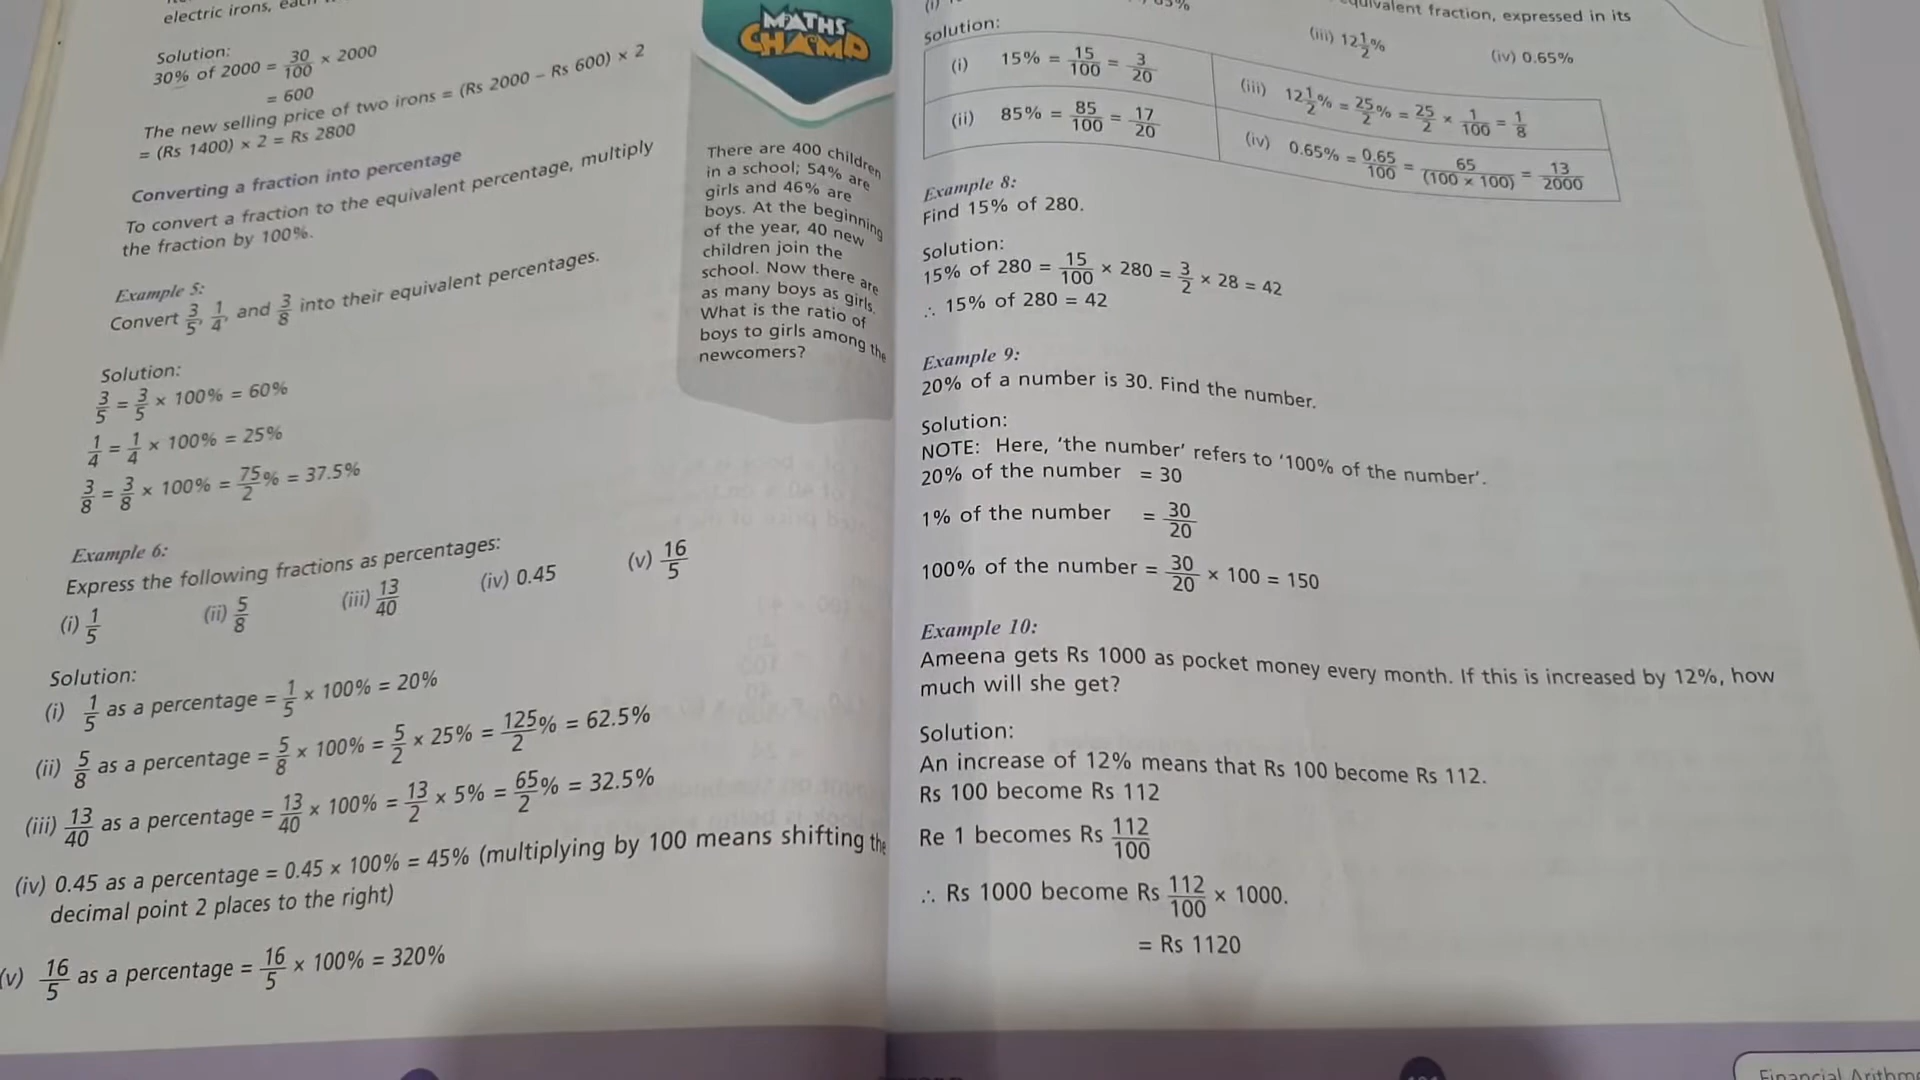 electric irons, each
Solution:
30% of 2000 = 30/100 × 2000
= 600
The new selling price of two irons = (Rs 2000 – Rs 600) × 2
= (Rs 1400) × 2 = Rs 2800
Converting a fraction into percentage
To convert a fraction to the equivalent percentage, multiply
the fraction by 100%.
Example 5:
Convert 3/5, 1/4, and 3/8 into their equivalent percentages.
Solution:
3/5 = 3/5 × 100% = 60%
1/4 = 1/4 × 100% = 25%
3/8 = 3/8 × 100% = 75/2% = 37.5%
Example 6:
Express the following fractions as percentages:
(i) 1/5 (ii) 5/8 (iii) 13/40 (iv) 0.45 (v) 16/5
Solution:
(i) 1/5 as a percentage = 1/5 × 100% = 20%
(ii) 5/8 as a percentage = 5/8 × 100% = 5/2 × 25% = 125/2% = 62.5%
(iii) 13/40 as a percentage = 13/40 × 100% = 13/2 × 5% = 65/2% = 32.5%
(iv) 0.45 as a percentage = 0.45 × 100% = 45% (multiplying by 100 means shifting the
decimal point 2 places to the right)
(v) 16/5 as a percentage = 16/5 × 100% = 320%
MATHS
CHAMP
There are 400 children
in a school; 54% are
girls and 46% are
boys. At the beginning
of the year, 40 new
children join the
school. Now there are
as many boys as girls.
What is the ratio of
boys to girls among the
newcomers?
equivalent fraction, expressed in its
(i) 85% (iii) 12 1/2% (iv) 0.65%
Solution:
(i) 15% = 15/100 = 3/20
(iii) 12 1/2% = 25/2% = 25/2 × 1/100 = 1/8
(ii) 85% = 85/100 = 17/20
(iv) 0.65% = 0.65/100 = 65/(100 × 100) = 13/2000
Example 8:
Find 15% of 280.
Solution:
15% of 280 = 15/100 × 280 = 3/2 × 28 = 42
∴ 15% of 280 = 42
Example 9:
20% of a number is 30. Find the number.
Solution:
NOTE: Here, ‘the number’ refers to ‘100% of the number’.
20% of the number = 30
1% of the number = 30/20
100% of the number = 30/20 × 100 = 150
Example 10:
Ameena gets Rs 1000 as pocket money every month. If this is increased by 12%, how
much will she get?
Solution:
An increase of 12% means that Rs 100 become Rs 112.
Rs 100 become Rs 112
Re 1 becomes Rs 112/100
∴ Rs 1000 become Rs 112/100 × 1000.
= Rs 1120
Financial